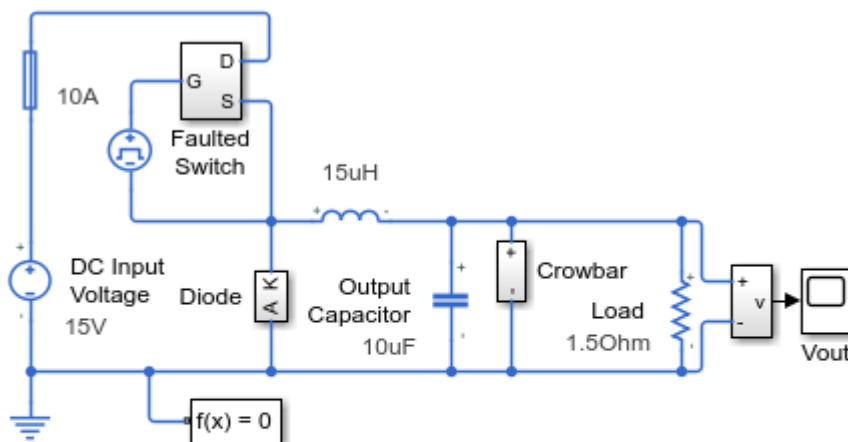 D
G
S
10A
Faulted
Switch
15uH
+
-
+
-
DC Input
Voltage
15V
Diode
A K
Output
Capacitor
10uF
+
-
+
-
Crowbar
Load
1.5Ohm
+
-
+
-
v
Vout
f(x) = 0